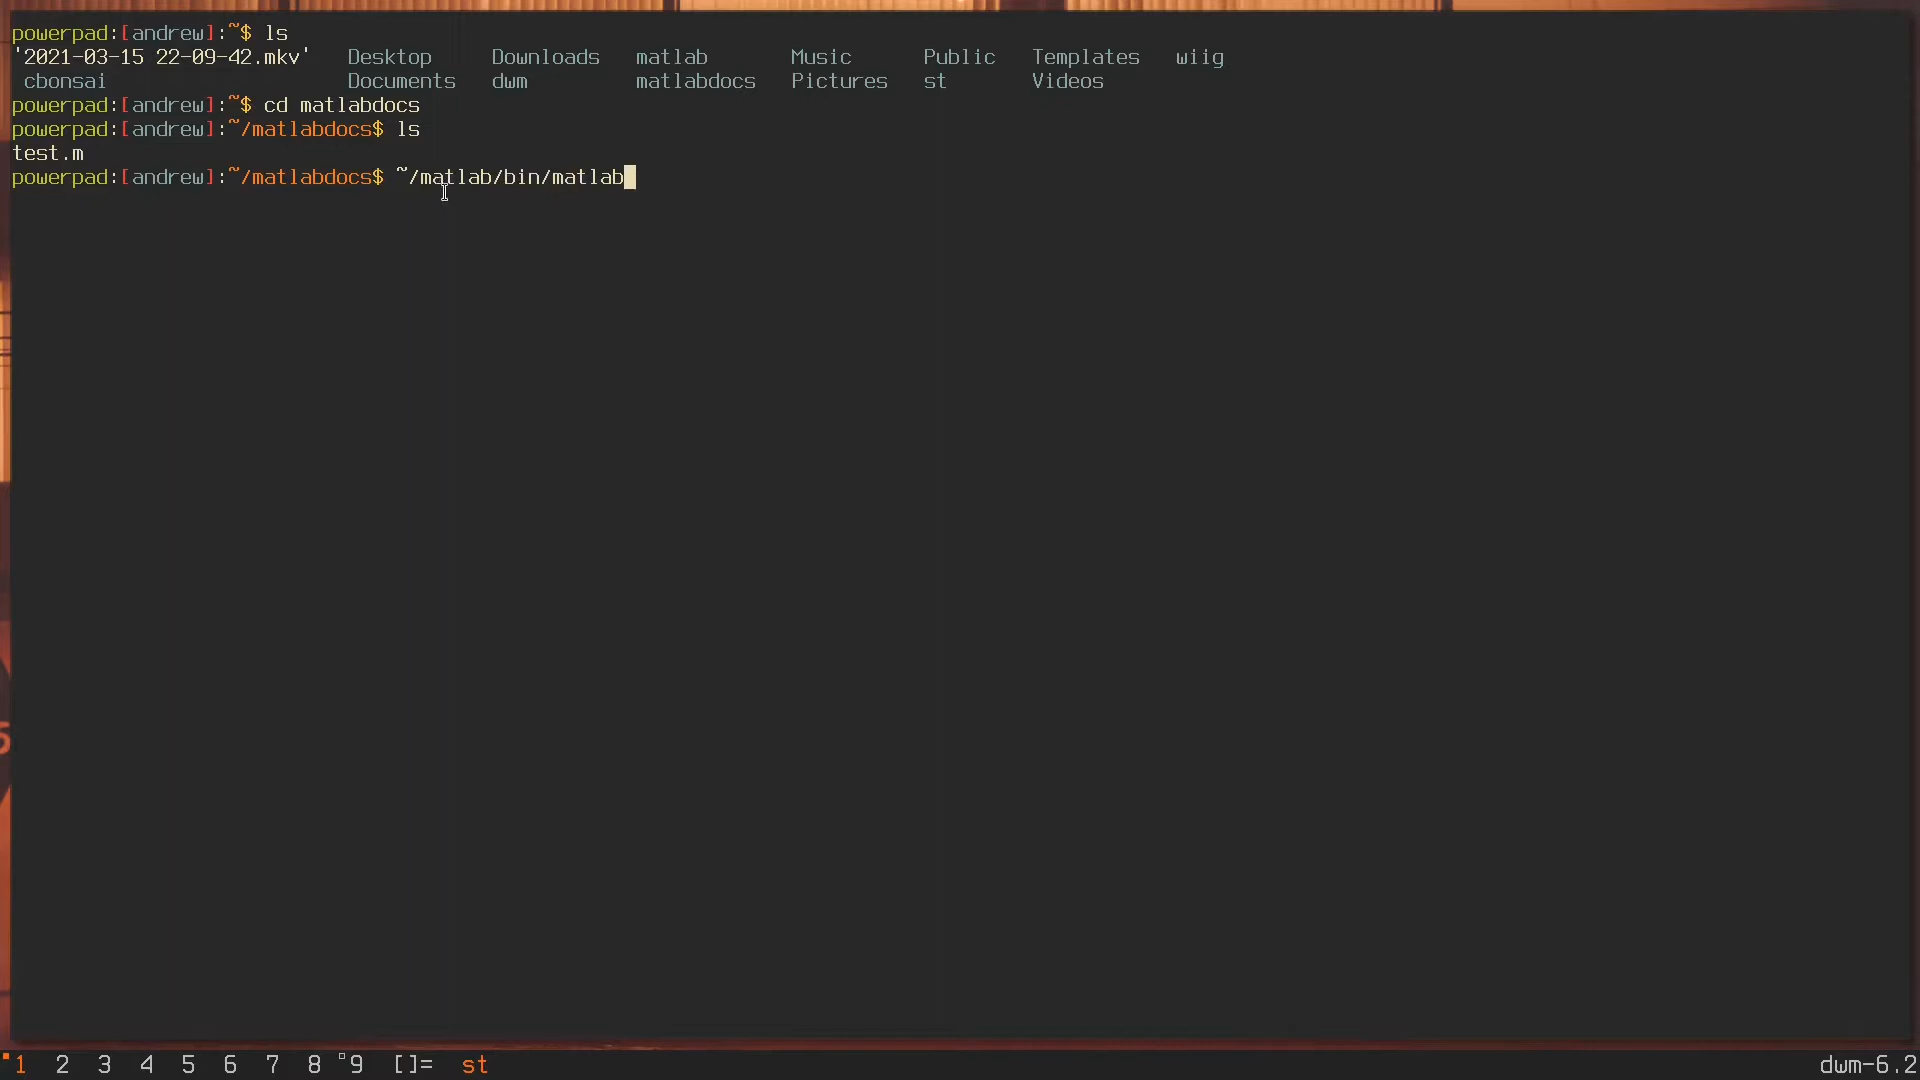 powerpad:[andrew]:~$ ls
'2021-03-15 22-09-42.mkv'   Desktop     Downloads   matlab       Music      Public   Templates   wiig
 cbonsai                    Documents   dwm         matlabdocs   Pictures   st       Videos
powerpad:[andrew]:~$ cd matlabdocs
powerpad:[andrew]:~/matlabdocs$ ls
test.m
powerpad:[andrew]:~/matlabdocs$ ~/matlab/bin/matlab
1 2 3 4 5 6 7 8 9 []= st dwm-6.2